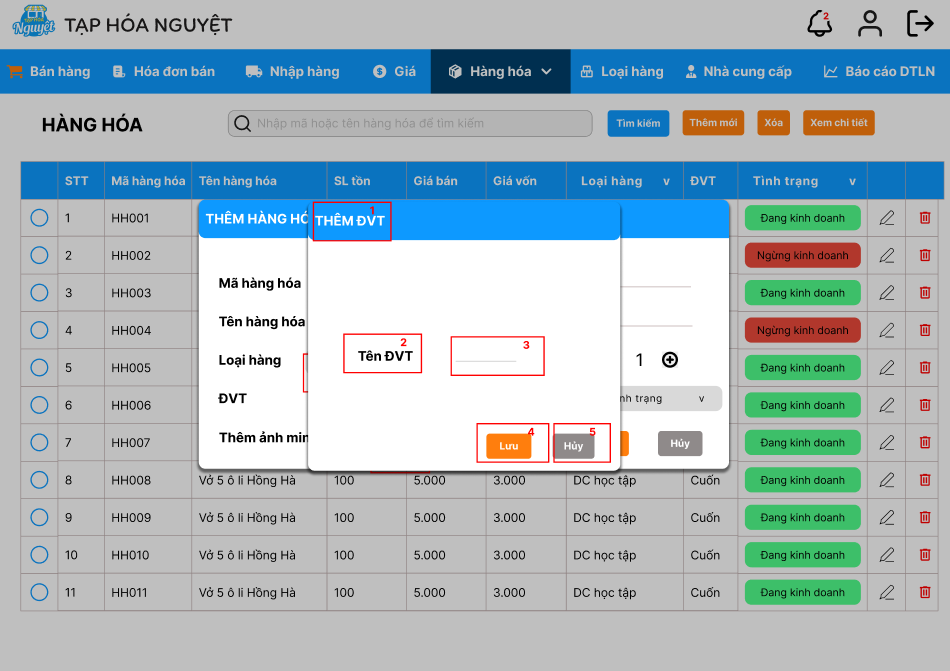 Nguyệt TẠP HÓA NGUYỆT 2
Bán hàng Hóa đơn bán Nhập hàng Giá Hàng hóa Loại hàng Nhà cung cấp Báo cáo DTLN
HÀNG HÓA Nhập mã hoặc tên hàng hóa để tìm kiếm Tìm kiếm Thêm mới Xóa Xem chi tiết
STT Mã hàng hóa Tên hàng hóa SL tồn Giá bán Giá vốn Loại hàng v ĐVT Tình trạng v
1 HH001 Đang kinh doanh
2 HH002 Ngừng kinh doanh
3 HH003 Đang kinh doanh
4 HH004 Ngừng kinh doanh
5 HH005 Đang kinh doanh
6 HH006 Đang kinh doanh
7 HH007 Đang kinh doanh
8 HH008 Vở 5 ô li Hồng Hà 100 5.000 3.000 DC học tập Cuốn Đang kinh doanh
9 HH009 Vở 5 ô li Hồng Hà 100 5.000 3.000 DC học tập Cuốn Đang kinh doanh
10 HH010 Vở 5 ô li Hồng Hà 100 5.000 3.000 DC học tập Cuốn Đang kinh doanh
11 HH011 Vở 5 ô li Hồng Hà 100 5.000 3.000 DC học tập Cuốn Đang kinh doanh
THÊM HÀNG HÓ
Mã hàng hóa
Tên hàng hóa
Loại hàng 1
ĐVT nh trạng v
Thêm ảnh min Hủy
THÊM ĐVT 1
Tên ĐVT 2 3
Lưu 4 Hủy 5